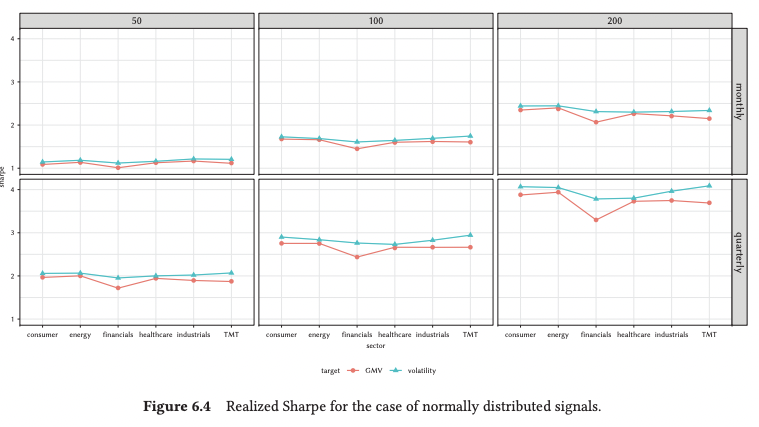 50 100 200
4
3
2
1
monthly
sharpe
4
3
2
1
quarterly
consumer energy financials healthcare industrials TMT consumer energy financials healthcare industrials TMT consumer energy financials healthcare industrials TMT
sector
target GMV volatility
Figure 6.4 Realized Sharpe for the case of normally distributed signals.